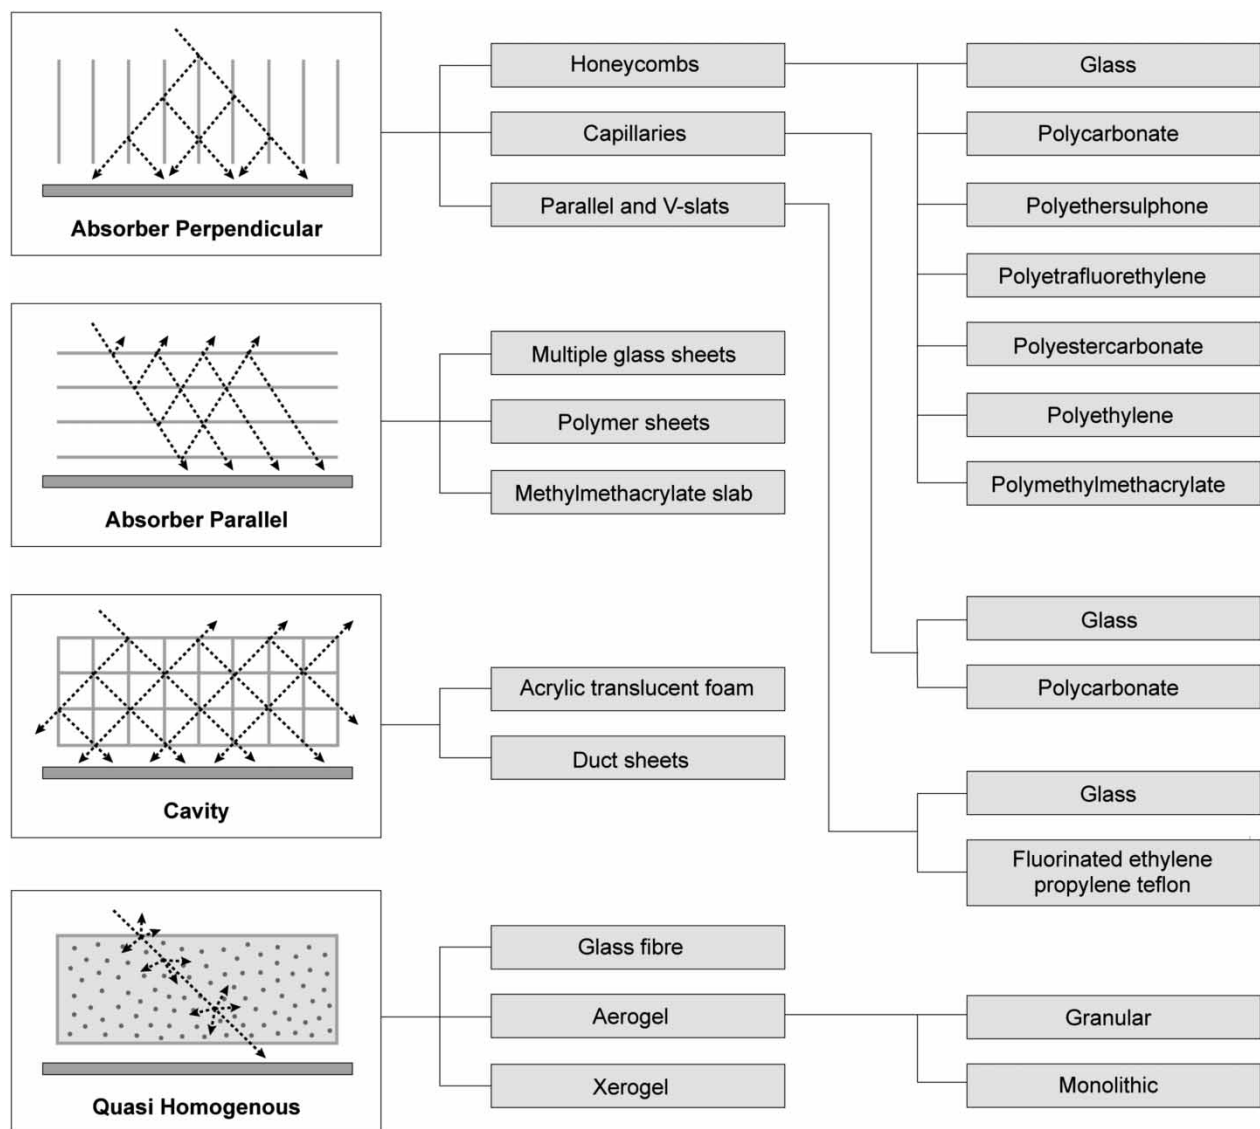 Absorber Perpendicular
Honeycombs
Capillaries
Parallel and V-slats
Glass
Polycarbonate
Polyethersulphone
Polyetrafluorethylene
Polyestercarbonate
Polyethylene
Polymethylmethacrylate
Glass
Polycarbonate
Glass
Fluorinated ethylene
propylene teflon
Absorber Parallel
Multiple glass sheets
Polymer sheets
Methylmethacrylate slab
Cavity
Acrylic translucent foam
Duct sheets
Quasi Homogenous
Glass fibre
Aerogel
Xerogel
Granular
Monolithic